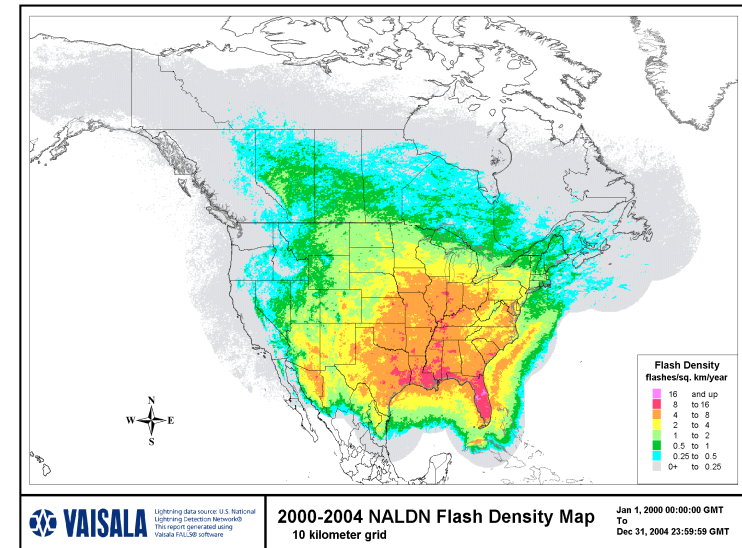 N
W E
S
Flash Density
flashes/sq. km/year
16 and up
8 to 16
4 to 8
2 to 4
1 to 2
0.5 to 1
0.25 to 0.5
0+ to 0.25
VAISALA
Lightning data source: U.S. National
Lightning Detection Network®
This report generated using
Vaisala FALLS® software
2000-2004 NALDN Flash Density Map
10 kilometer grid
Jan 1, 2000 00:00:00 GMT
To
Dec 31, 2004 23:59:59 GMT